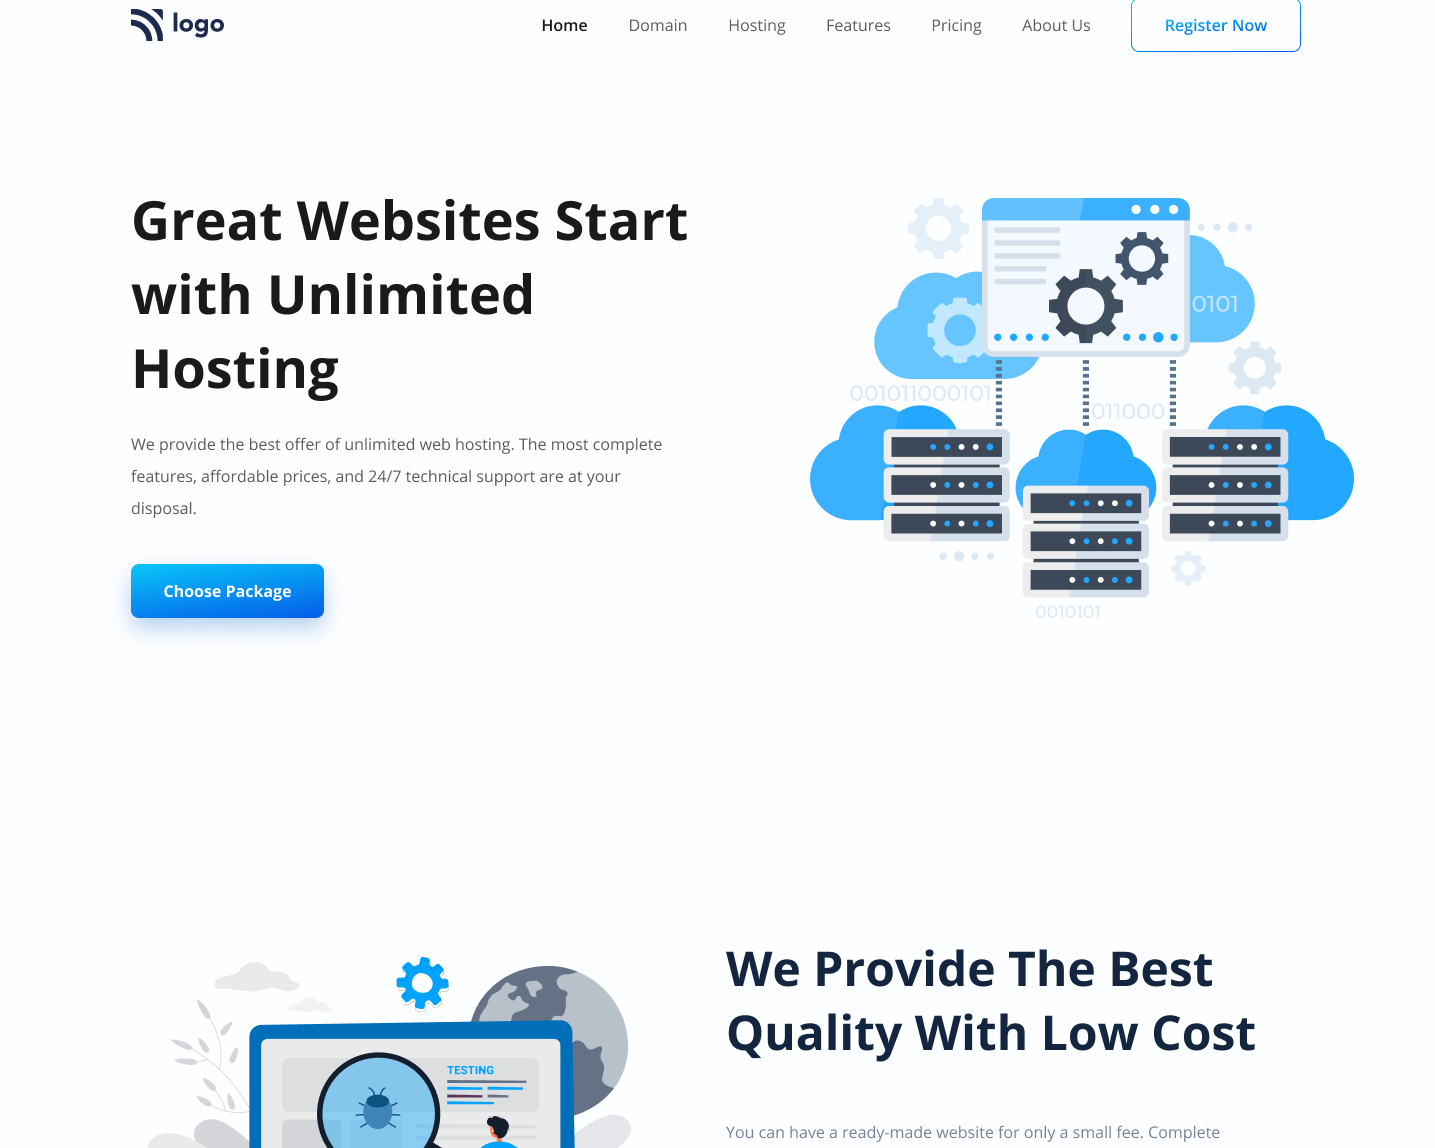 logo
Home
Domain
Hosting
Features
Pricing
About Us
Register Now
Great Websites Start
with Unlimited
Hosting
We provide the best offer of unlimited web hosting. The most complete
features, affordable prices, and 24/7 technical support are at your
disposal.
Choose Package
0101
001011000101
011000
0010101
We Provide The Best
Quality With Low Cost
TESTING
You can have a ready-made website for only a small fee. Complete